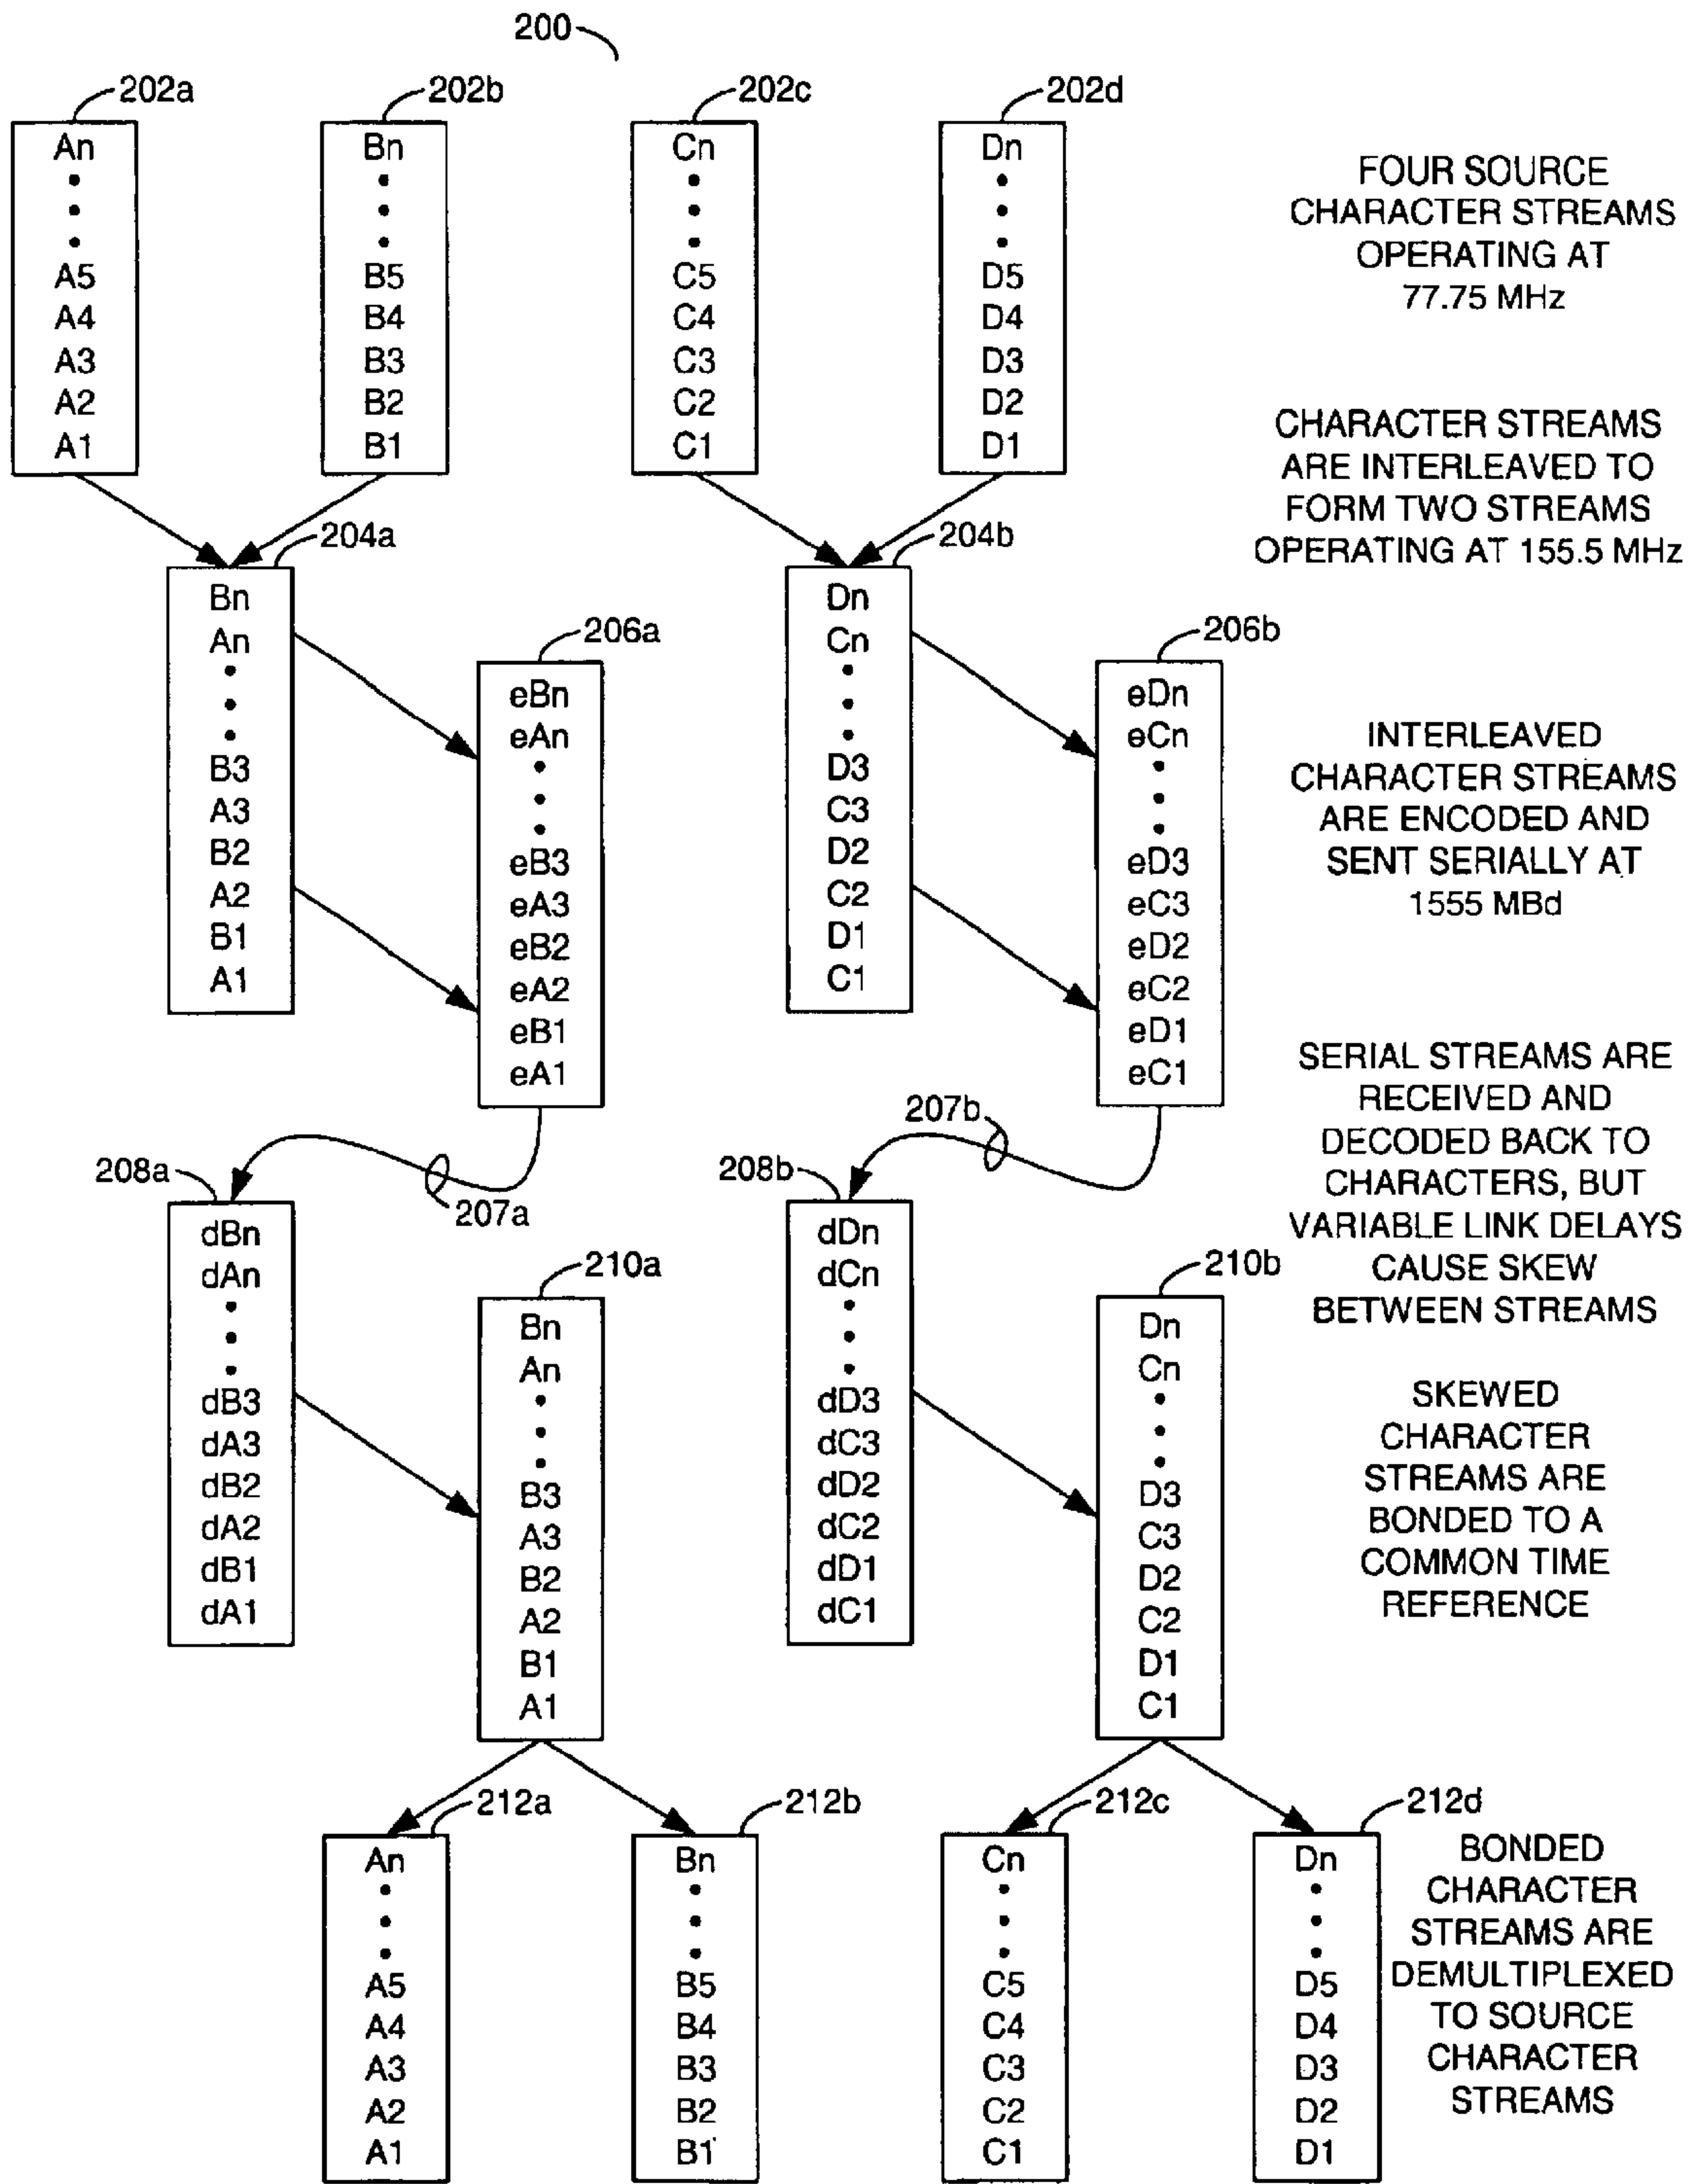 200
202a
202b
202c
202d
An
A5
A4
A3
A2
A1
Bn
B5
B4
B3
B2
B1
Cn
C5
C4
C3
C2
C1
Dn
D5
D4
D3
D2
D1
FOUR SOURCE
CHARACTER STREAMS
OPERATING AT
77.75 MHz
CHARACTER STREAMS
ARE INTERLEAVED TO
FORM TWO STREAMS
OPERATING AT 155.5 MHz
204a
Bn
An
B3
A3
B2
A2
B1
A1
206a
eBn
eAn
eB3
eA3
eB2
eA2
eB1
eA1
204b
Dn
Cn
D3
C3
D2
C2
D1
C1
206b
eDn
eCn
eD3
eC3
eD2
eC2
eD1
eC1
INTERLEAVED
CHARACTER STREAMS
ARE ENCODED AND
SENT SERIALLY AT
1555 MBd
207a
207b
208a
dBn
dAn
dB3
dA3
dB2
dA2
dB1
dA1
210a
Bn
An
B3
A3
B2
A2
B1
A1
208b
dDn
dCn
dD3
dC3
dD2
dC2
dD1
dC1
210b
Dn
Cn
D3
C3
D2
C2
D1
C1
SERIAL STREAMS ARE
RECEIVED AND
DECODED BACK TO
CHARACTERS, BUT
VARIABLE LINK DELAYS
CAUSE SKEW
BETWEEN STREAMS
SKEWED
CHARACTER
STREAMS ARE
BONDED TO A
COMMON TIME
REFERENCE
212a
212b
212c
212d
An
A5
A4
A3
A2
A1
Bn
B5
B4
B3
B2
B1
Cn
C5
C4
C3
C2
C1
Dn
D5
D4
D3
D2
D1
BONDED
CHARACTER
STREAMS ARE
DEMULTIPLEXED
TO SOURCE
CHARACTER
STREAMS